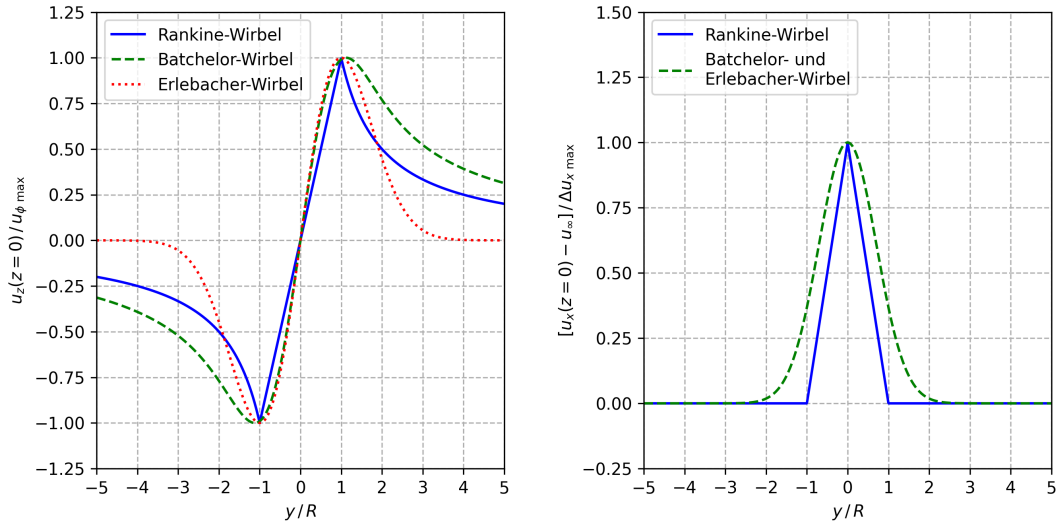 1.25
1.00
0.75
0.50
0.25
0.00
−0.25
−0.50
−0.75
−1.00
−1.25
−5 −4 −3 −2 −1 0 1 2 3 4 5
y / R
u_z(z = 0) / u_ϕ max
Rankine-Wirbel
Batchelor-Wirbel
Erlebacher-Wirbel
1.50
1.25
1.00
0.75
0.50
0.25
0.00
−0.25
−5 −4 −3 −2 −1 0 1 2 3 4 5
y / R
[u_x(z = 0) − u_∞] / Δu_x max
Rankine-Wirbel
Batchelor- und
Erlebacher-Wirbel